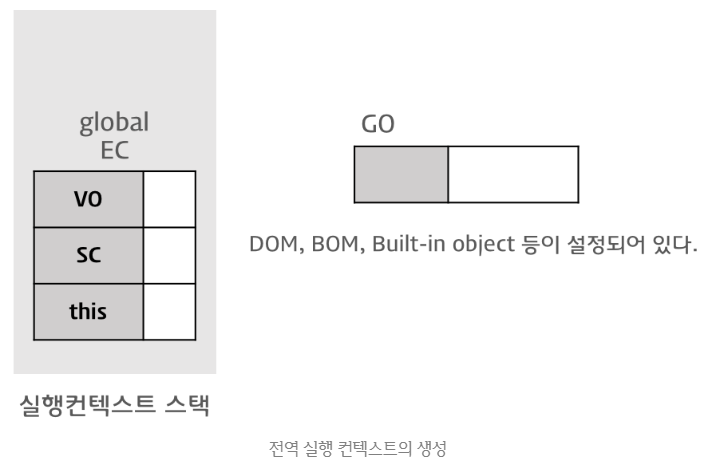 global
EC
VO
SC
this
실행컨텍스트 스택
GO
DOM, BOM, Built-in object 등이 설정되어 있다.
전역 실행 컨텍스트의 생성